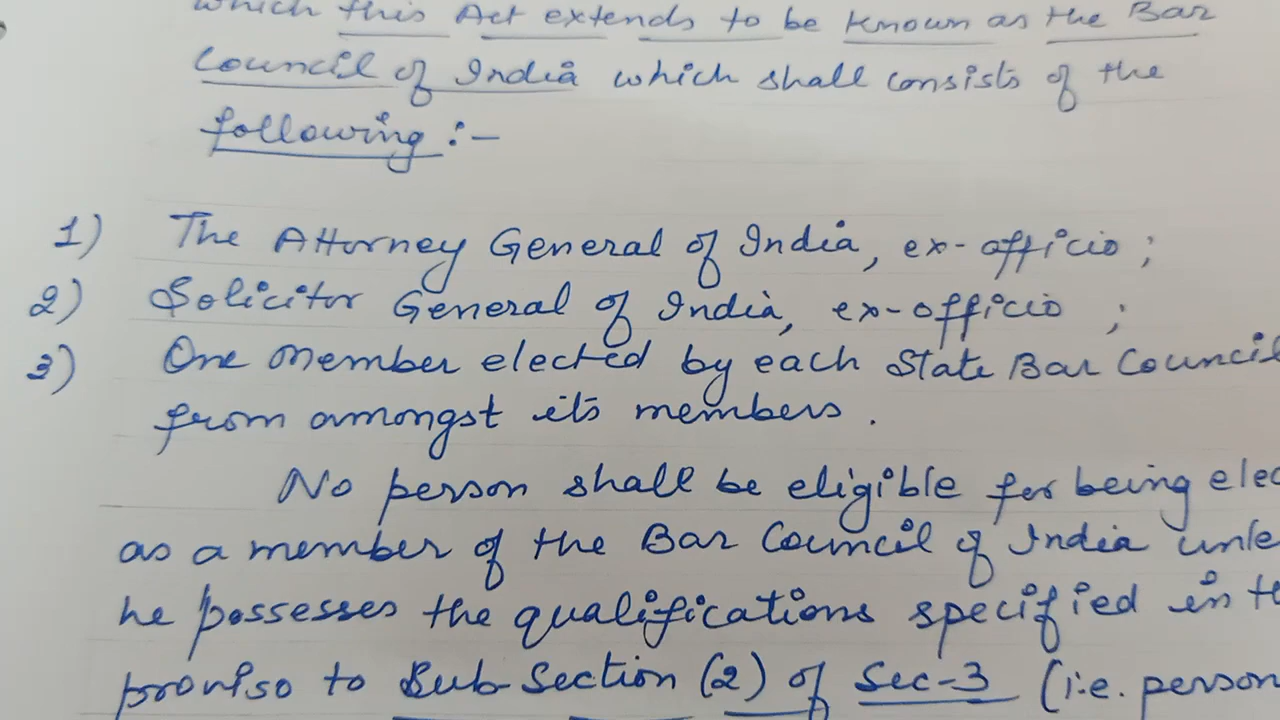 which this Act extends to be known as the Bar
Council of India which shall consists of the
following :-
1) The Attorney General of India, ex-officio ;
2) Solicitor General of India, ex-officio ;
3) One member elected by each State Bar Council
from amongst its members .
No person shall be eligible for being elec
as a member of the Bar Council of India unle
he possesses the qualifications specified in th
proviso to Sub-Section (2) of Sec-3 (i.e. person